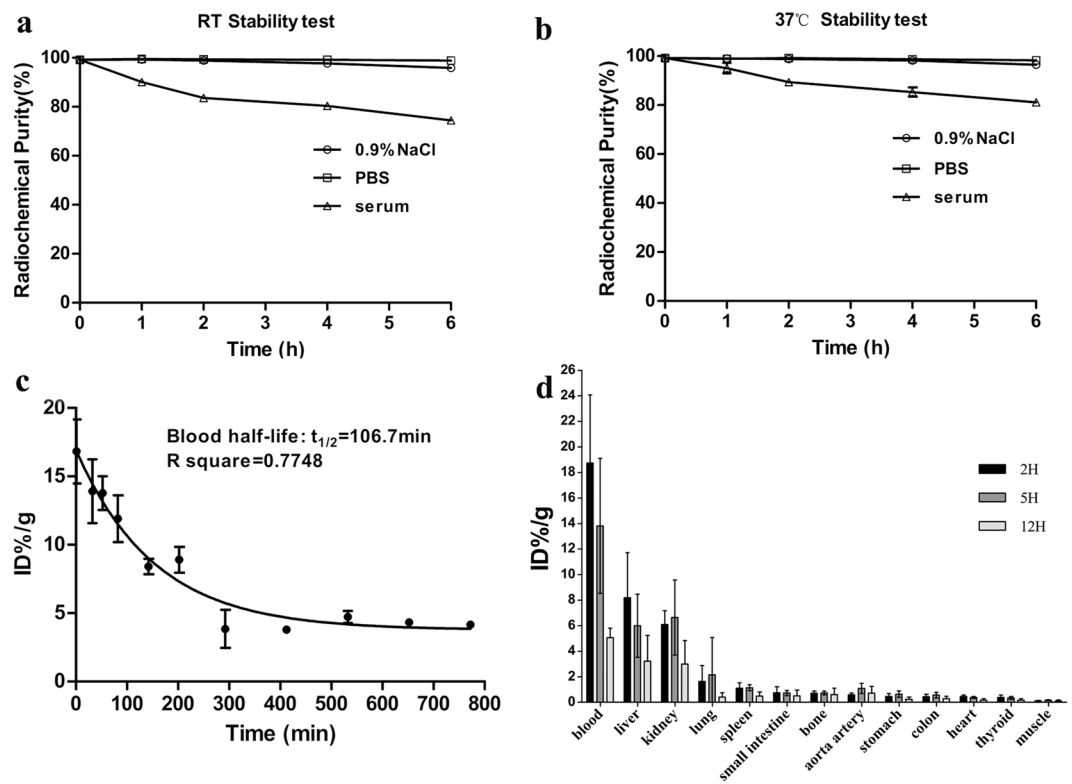 a
RT Stability test
Radiochemical Purity(%)
100
80
60
40
20
0
0 1 2 3 4 5 6
Time (h)
0.9%NaCl
PBS
serum
b
37℃ Stability test
Radiochemical Purity(%)
100
80
60
40
20
0
0 1 2 3 4 5 6
Time (h)
0.9%NaCl
PBS
serum
c
ID%/g
20
15
10
5
0
0 100 200 300 400 500 600 700 800
Time (min)
Blood half-life: t1/2=106.7min
R square=0.7748
d
ID%/g
26
24
22
20
18
16
14
12
10
8
6
4
2
0
2H
5H
12H
blood
liver
kidney
lung
spleen
small intestine
bone
aorta artery
stomach
colon
heart
thyroid
muscle